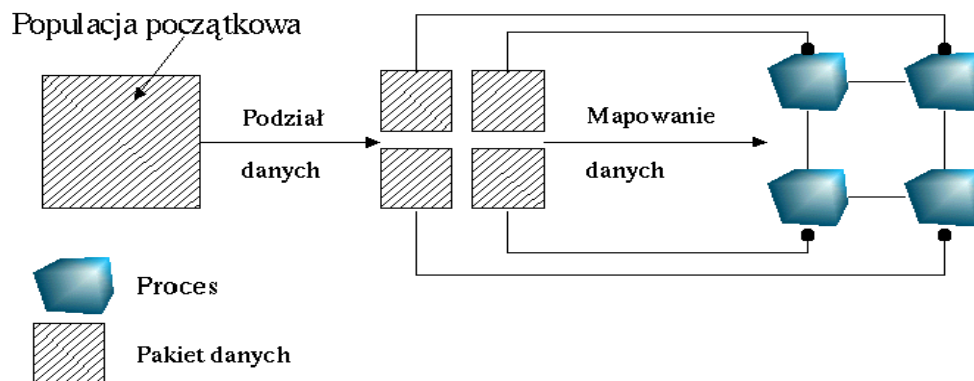 Populacja początkowa
Podział
danych
Mapowanie
danych
Proces
Pakiet danych